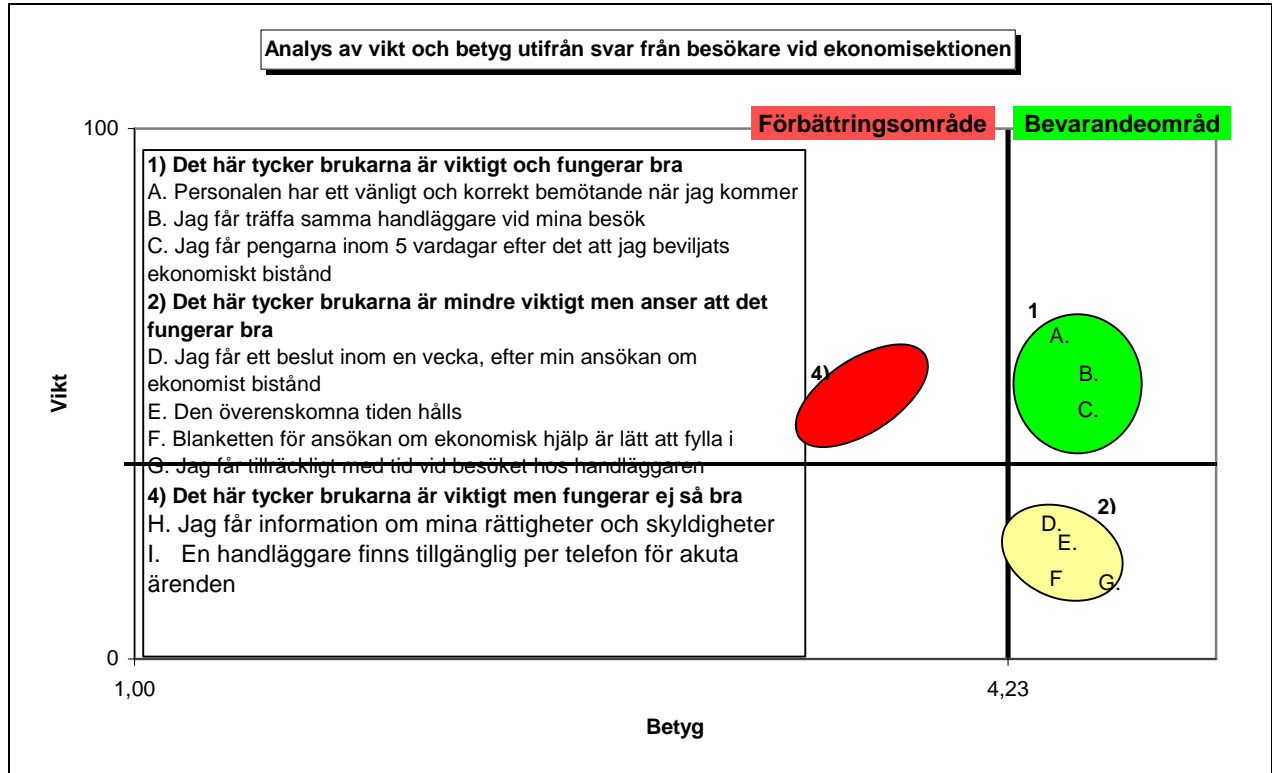 Analys av vikt och betyg utifrån svar från besökare vid ekonomisektionen
Förbättringsområde
Bevarandeområd
100
1) Det här tycker brukarna är viktigt och fungerar bra
A. Personalen har ett vänligt och korrekt bemötande när jag kommer
B. Jag får träffa samma handläggare vid mina besök
C. Jag får pengarna inom 5 vardagar efter det att jag beviljats
ekonomiskt bistånd
2) Det här tycker brukarna är mindre viktigt men anser att det
fungerar bra
D. Jag får ett beslut inom en vecka, efter min ansökan om
ekonomist bistånd
E. Den överenskomna tiden hålls
F. Blanketten för ansökan om ekonomisk hjälp är lätt att fylla i
G. Jag får tillräckligt med tid vid besöket hos handläggaren
4) Det här tycker brukarna är viktigt men fungerar ej så bra
H. Jag får information om mina rättigheter och skyldigheter
I. En handläggare finns tillgänglig per telefon för akuta
ärenden
4)
1
A.
B.
C.
2)
D.
E.
F
G.
Vikt
0
1,00
4,23
Betyg